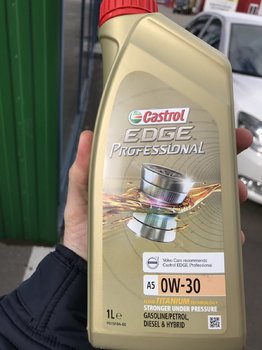 Castrol
EDGE
PROFESSIONAL
Volvo Cars recommends
Castrol EDGE Professional
A5 0W-30
FLUID TITANIUM TECHNOLOGY
STRONGER UNDER PRESSURE
1L e GASOLINE/PETROL,
DIESEL & HYBRID